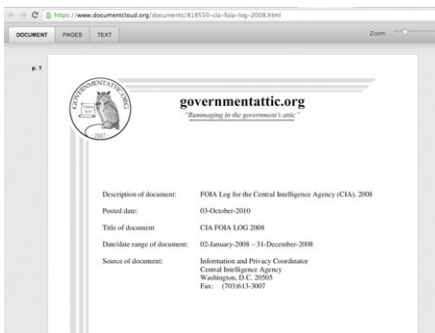 https://www.documentcloud.org/documents/818550-cia-foia-log-2008.html
DOCUMENT PAGES TEXT Zoom
p. 1
GOVERNMENTATTIC.ORG
2007
governmentattic.org
"Rummaging in the government's attic"
Description of document: FOIA Log for the Central Intelligence Agency (CIA), 2008
Posted date: 03-October-2010
Title of document CIA FOIA LOG 2008
Date/date range of document: 02-January-2008 – 31-December-2008
Source of document: Information and Privacy Coordinator
Central Intelligence Agency
Washington, D.C. 20505
Fax: (703)613-3007